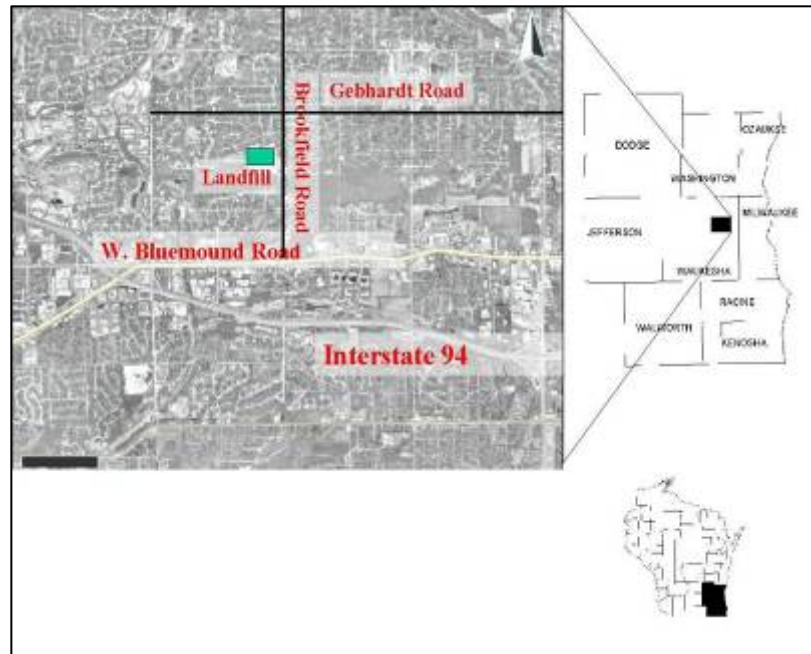 Gebhardt Road
Brookfield Road
Landfill
W. Bluemound Road
Interstate 94
OZAUKEE
DODGE
WASHINGTON
MILWAUKEE
JEFFERSON
WAUKESHA
RACINE
WALWORTH
KENOSHA